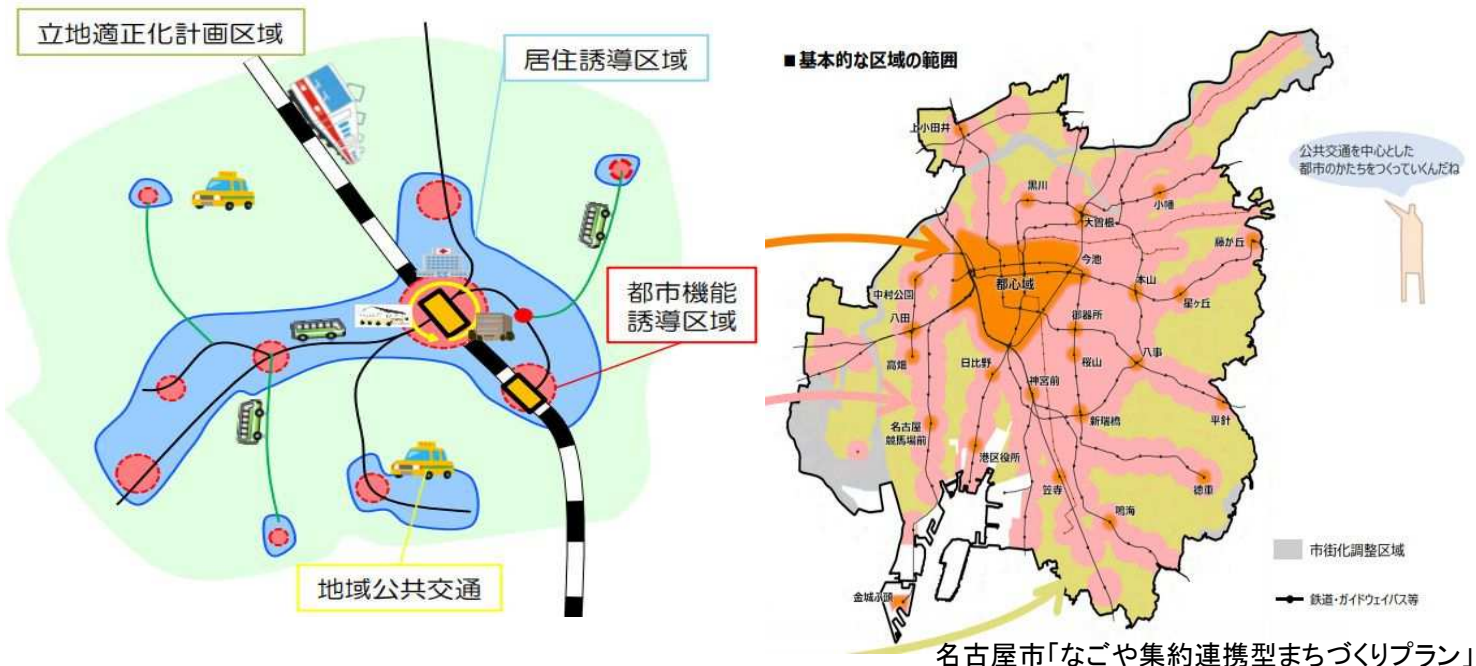 立地適正化計画区域
居住誘導区域
都市機能
誘導区域
地域公共交通
■基本的な区域の範囲
公共交通を中心とした
都市のかたちをつくっていくんだね
上小田井
黒川
小幡
大曽根
藤が丘
今池
都心域
本山
星ヶ丘
中村公園
八田
御器所
高畑
日比野
桜山
八事
神宮前
名古屋
競馬場前
新瑞橋
平針
港区役所
笠寺
徳重
鳴海
金城ふ頭
市街化調整区域
鉄道・ガイドウェイバス等
名古屋市「なごや集約連携型まちづくりプラン」